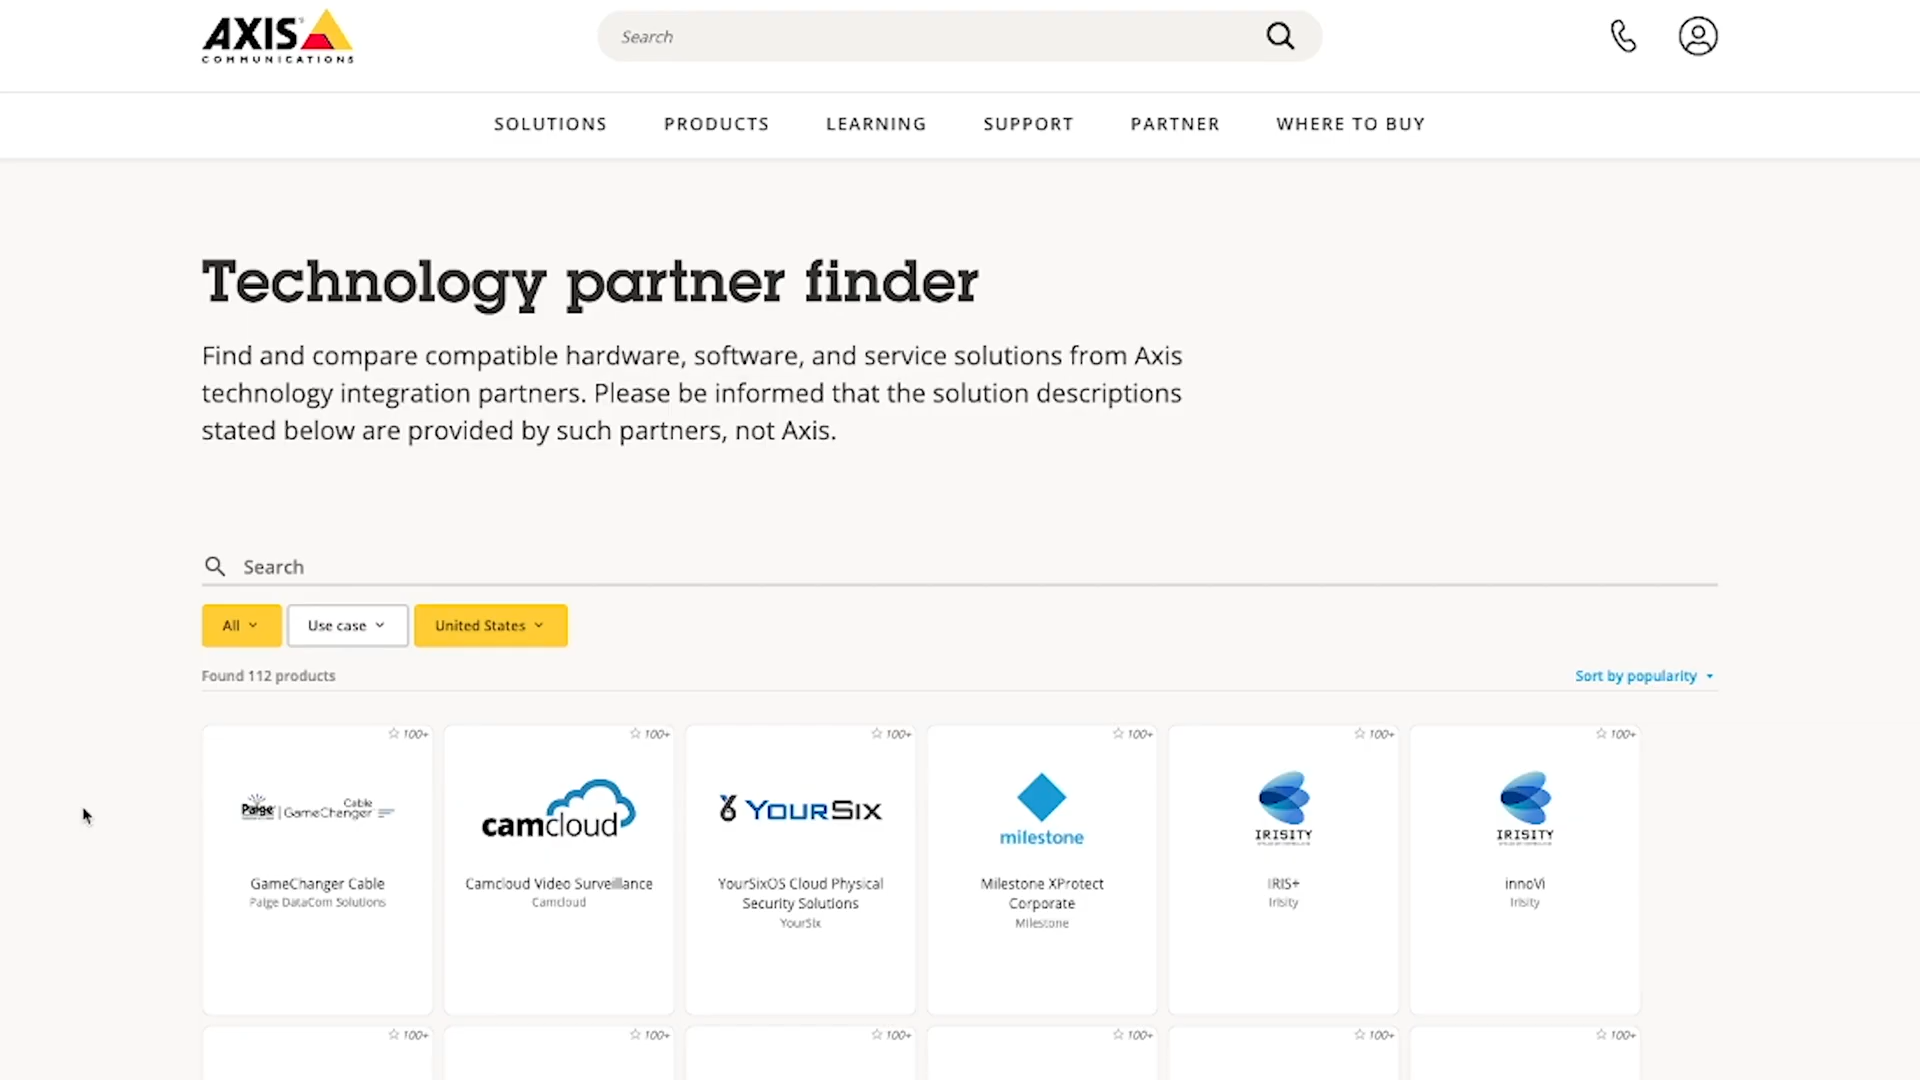 AXIS
COMMUNICATIONS
Search
SOLUTIONS
PRODUCTS
LEARNING
SUPPORT
PARTNER
WHERE TO BUY
Technology partner finder
Find and compare compatible hardware, software, and service solutions from Axis
technology integration partners. Please be informed that the solution descriptions
stated below are provided by such partners, not Axis.
Search
All
Use case
United States
Found 112 products
Sort by popularity
100+
100+
100+
100+
100+
100+
Paige | GameChanger Cable
camcloud
YOURSIX
milestone
IRISITY
IRISITY
GameChanger Cable
Paige DataCom Solutions
Camcloud Video Surveillance
Camcloud
YourSixOS Cloud Physical
Security Solutions
YourSix
Milestone XProtect
Corporate
Milestone
IRIS+
Irisity
innoVi
Irisity
100+
100+
100+
100+
100+
100+